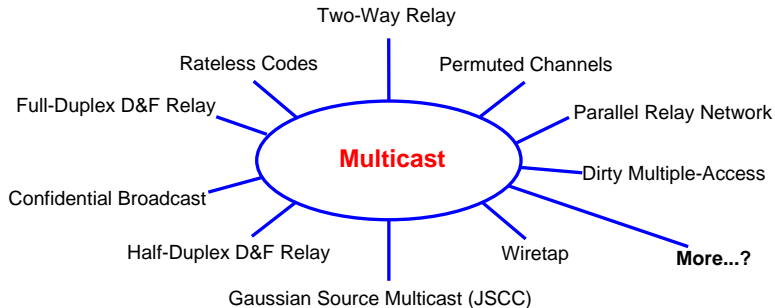 Two-Way Relay
Rateless Codes
Permuted Channels
Full-Duplex D&F Relay
Parallel Relay Network
Multicast
Dirty Multiple-Access
Confidential Broadcast
Half-Duplex D&F Relay
Wiretap
More...?
Gaussian Source Multicast (JSCC)